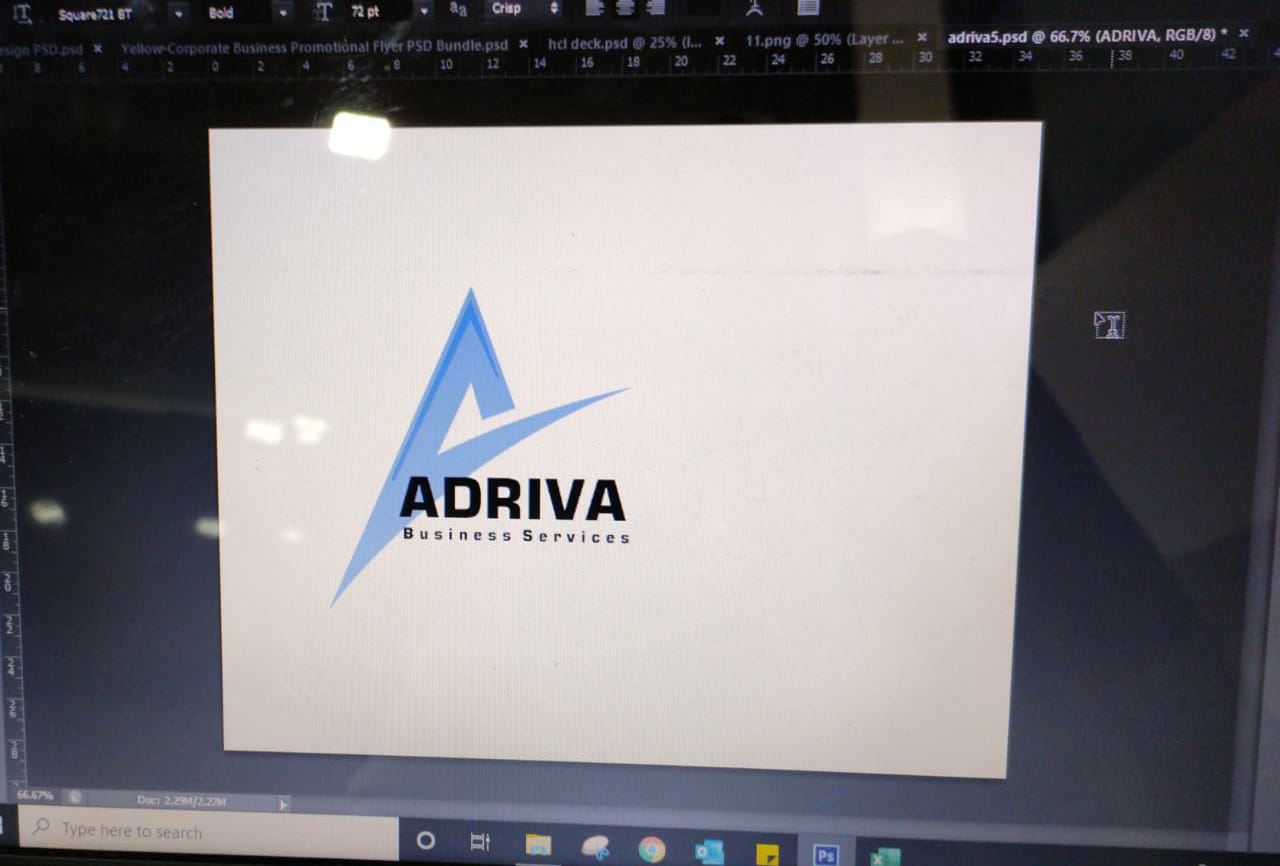 Square721 BT Bold 72 pt Crisp
esign PSD.psd × Yellow-Corporate Business Promotional Flyer PSD Bundle.psd × hcl deck.psd @ 25% (l... × 11.png @ 50% (Layer ... × adriva5.psd @ 66.7% (ADRIVA, RGB/8) * ×
8 6 4 2 0 2 4 6 8 10 12 14 16 18 20 22 24 26 28 30 32 34 36 38 40 42
ADRIVA
Business Services
66.67% Doc: 2.29M/2.27M
Type here to search
Ps